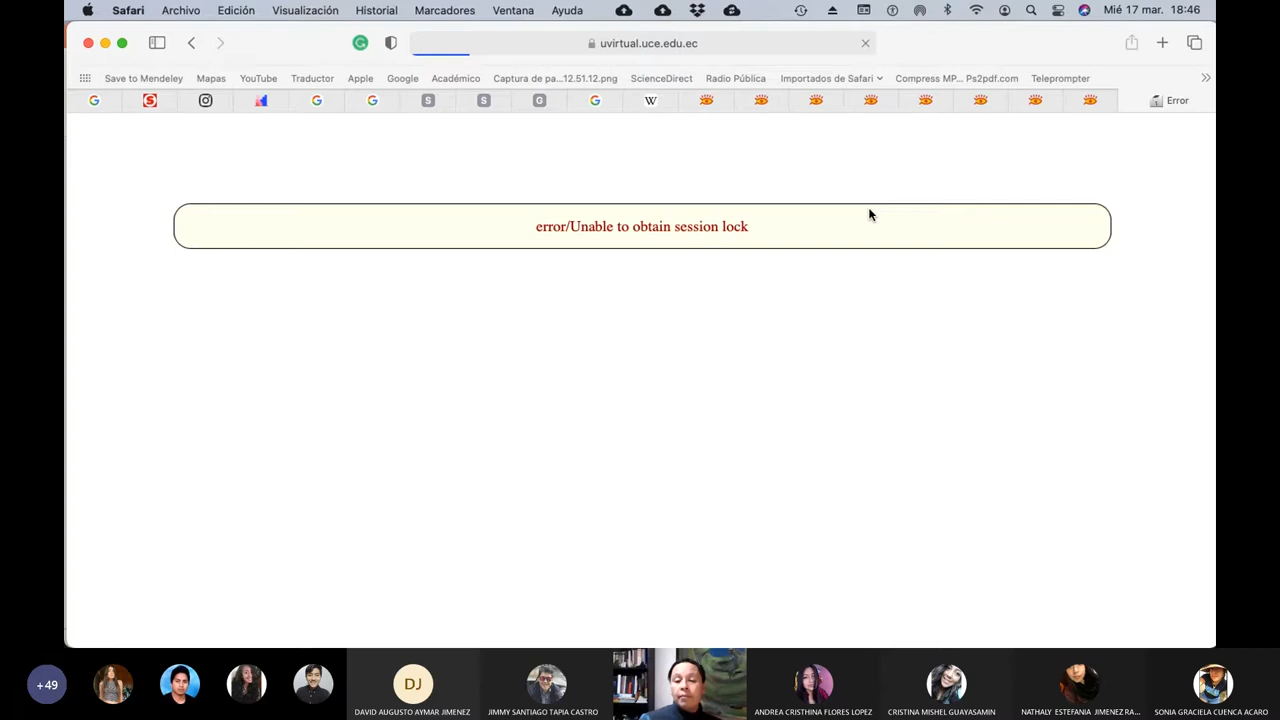 Safari Archivo Edición Visualización Historial Marcadores Ventana Ayuda Mié 17 mar. 18:46
uvirtual.uce.edu.ec
Save to Mendeley Mapas YouTube Traductor Apple Google Académico Captura de pa...12.51.12.png ScienceDirect Radio Pública Importados de Safari Compress MP... Ps2pdf.com Teleprompter
G S G G S S G G W Error
error/Unable to obtain session lock
+49 DJ
DAVID AUGUSTO AYMAR JIMENEZ JIMMY SANTIAGO TAPIA CASTRO ANDREA CRISTHINA FLORES LOPEZ CRISTINA MISHEL GUAYASAMIN NATHALY ESTEFANIA JIMENEZ RA... SONIA GRACIELA CUENCA ACARO